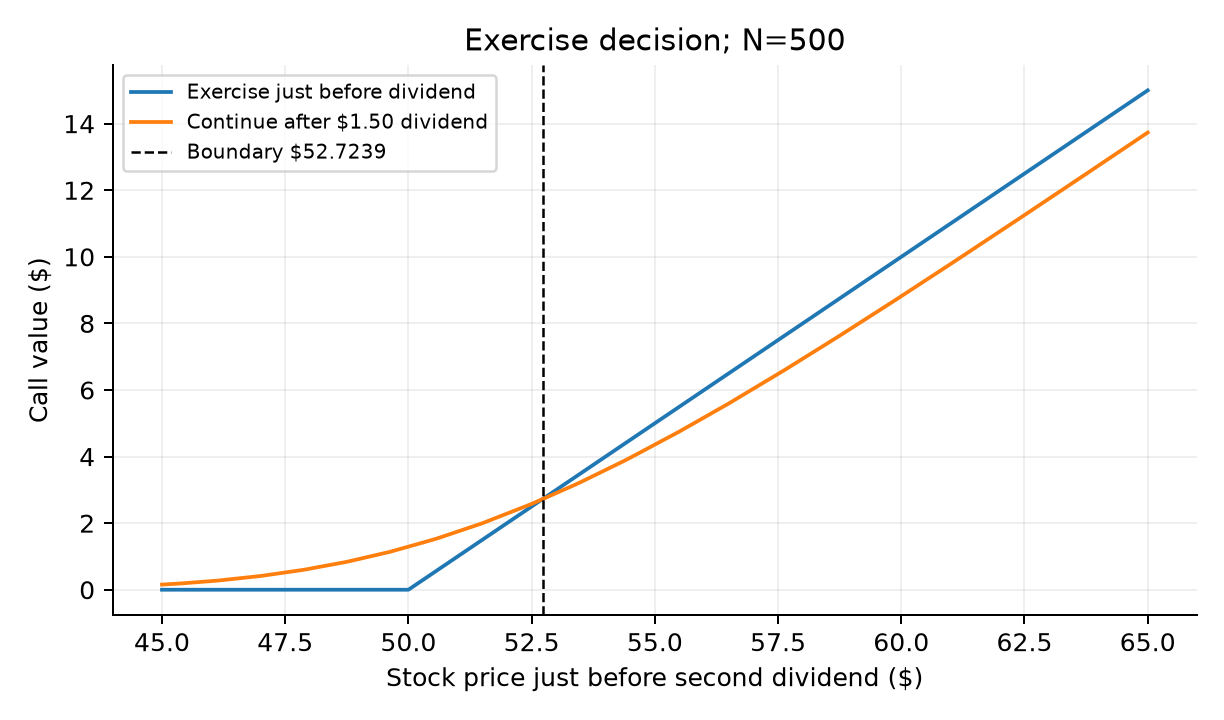 Exercise decision; N=500
Exercise just before dividend
Continue after $1.50 dividend
Boundary $52.7239
14
12
10
8
6
4
2
0
Call value ($)
45.0 47.5 50.0 52.5 55.0 57.5 60.0 62.5 65.0
Stock price just before second dividend ($)